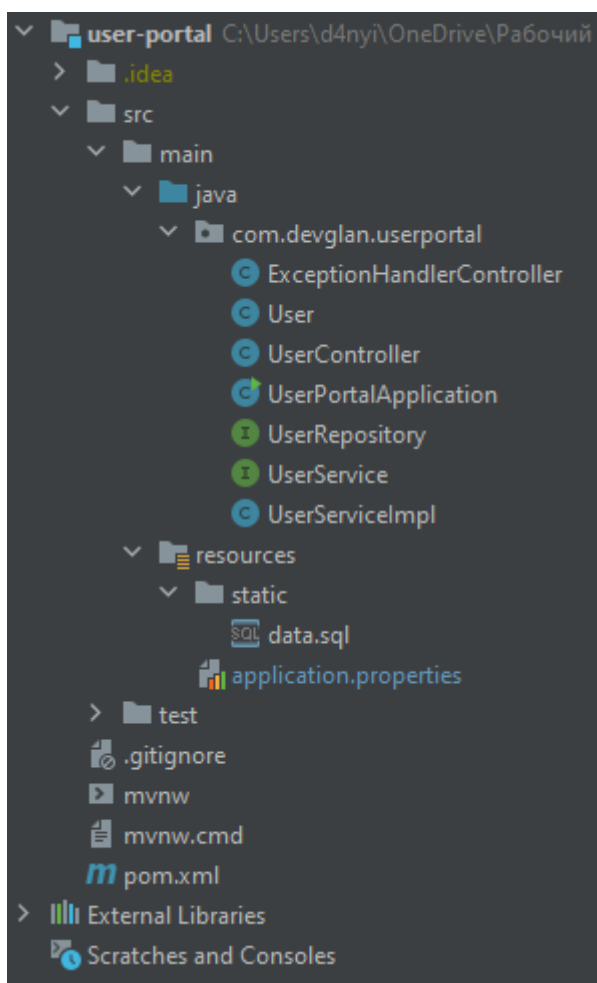 user-portal C:\Users\d4nyi\OneDrive\Рабочий
.idea
src
main
java
com.devglan.userportal
C ExceptionHandlerController
C User
C UserController
C UserPortalApplication
I UserRepository
I UserService
C UserServiceImpl
resources
static
SQL data.sql
application.properties
test
.gitignore
mvnw
mvnw.cmd
m pom.xml
External Libraries
Scratches and Consoles